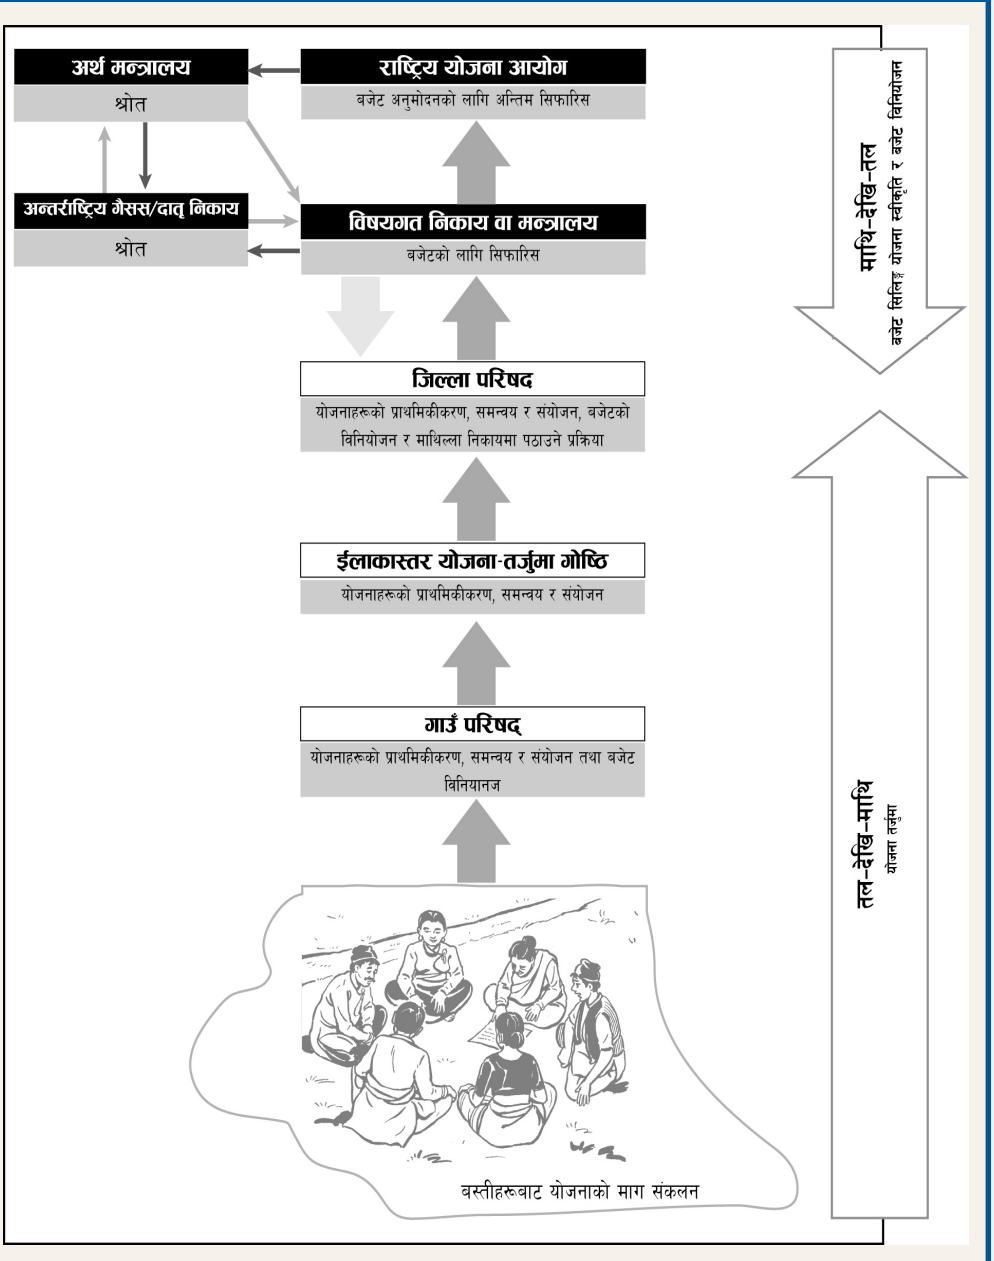 अर्थ मन्त्रालय
श्रोत
राष्ट्रिय योजना आयोग
बजेट अनुमोदनको लागि अन्तिम सिफारिस
अन्तर्राष्ट्रिय गैसस/दातृ निकाय
श्रोत
विषयगत निकाय वा मन्त्रालय
बजेटको लागि सिफारिस
जिल्ला परिषद
योजनाहरूको प्राथमिकीकरण, समन्वय र संयोजन, बजेटको
विनियोजन र माथिल्ला निकायमा पठाउने प्रक्रिया
ईलाकास्तर योजना-तर्जुमा गोष्ठि
योजनाहरूको प्राथमिकीकरण, समन्वय र संयोजन
गाउँ परिषद्
योजनाहरूको प्राथमिकीकरण, समन्वय र संयोजन तथा बजेट
विनियानज
बस्तीहरूबाट योजनाको माग संकलन
माथि-देखि-तल
बजेट सिलिङ्ग योजना स्वीकृति र बजेट विनियोजन
तल-देखि-माथि
योजना तर्जुमा